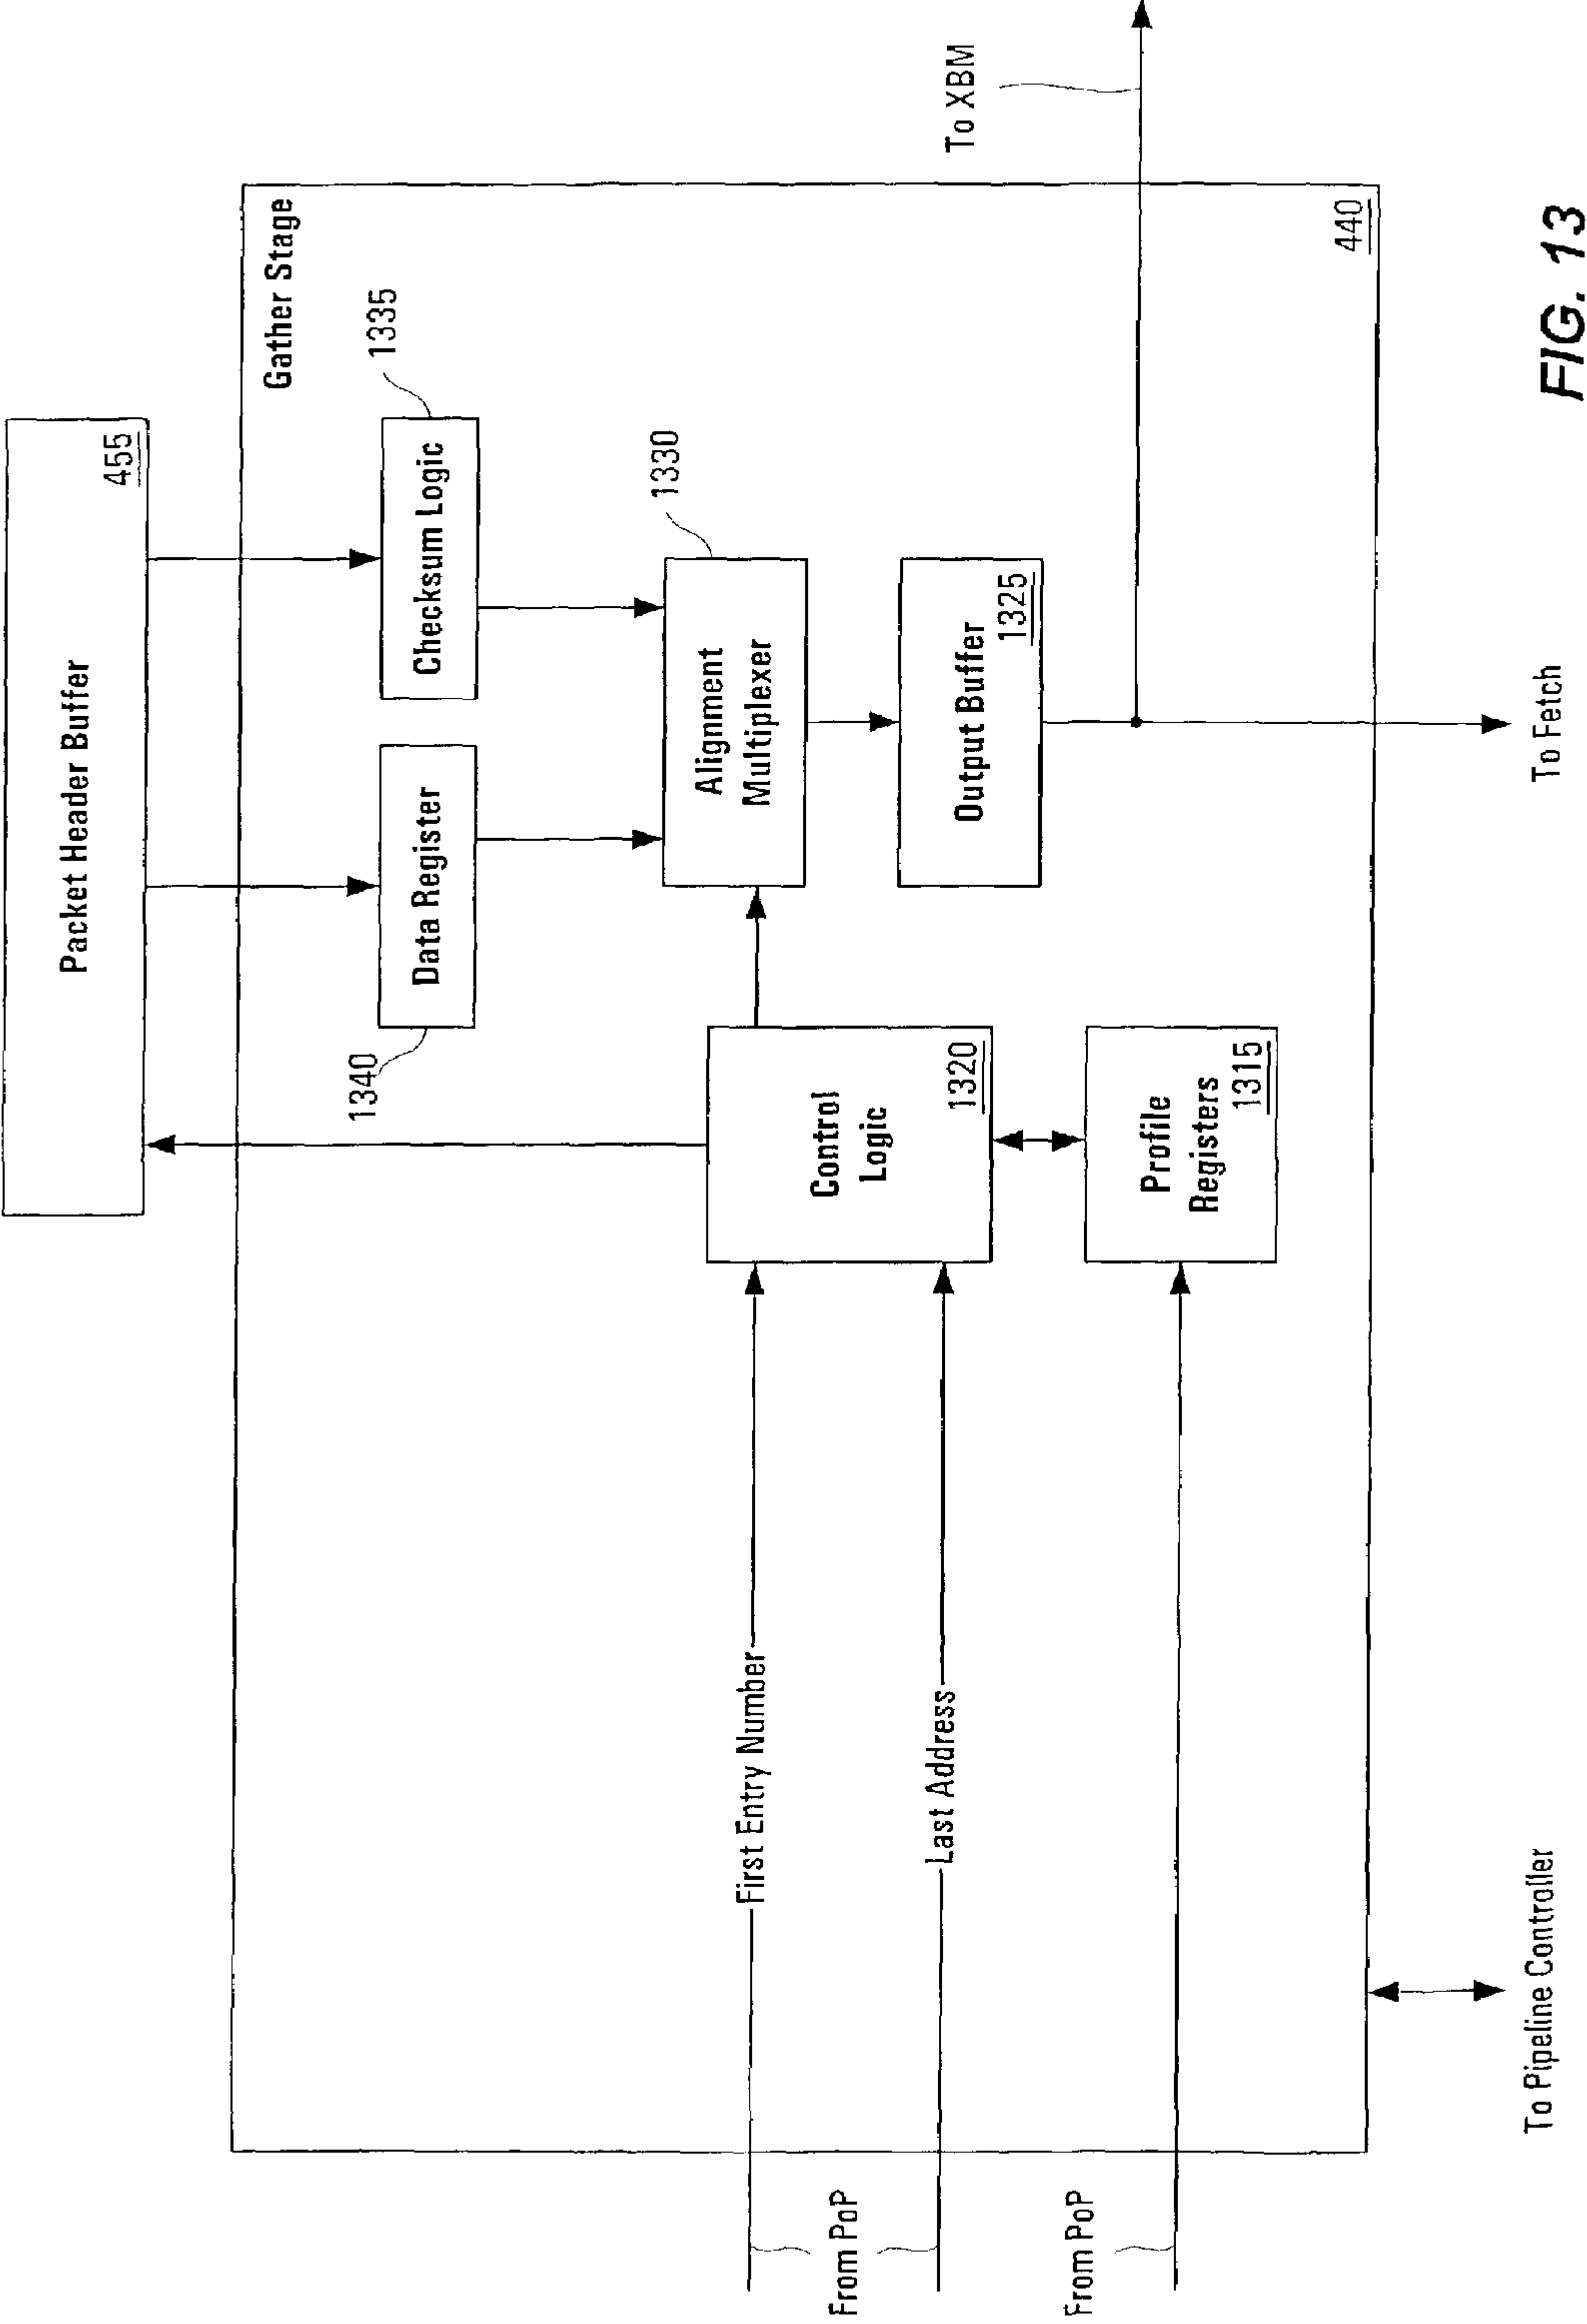 Packet Header Buffer
455
Gather Stage
1340
Data Register
Checksum Logic
1335
Alignment
Multiplexer
1330
First Entry Number
Control
Logic
1320
Output Buffer
1325
Last Address
From PoP
Profile
Registers
1315
From PoP
To XBM
440
To Pipeline Controller
To Fetch
FIG. 13